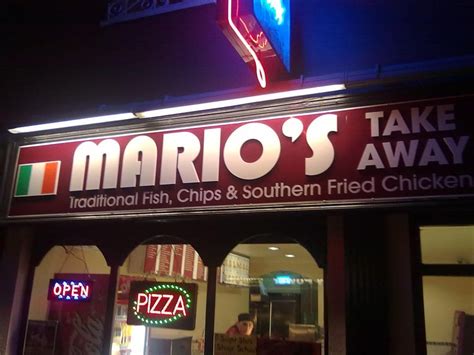 MARIO'S
TAKE
AWAY
Traditional Fish, Chips & Southern Fried Chicken
OPEN
PIZZA